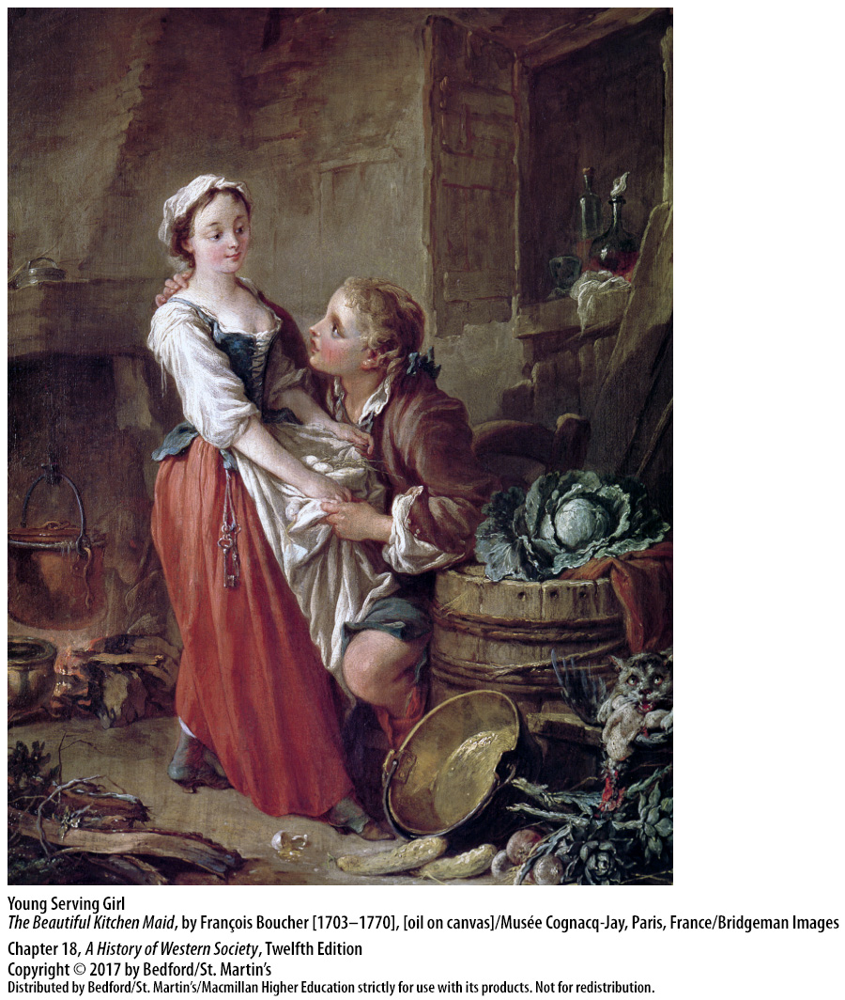 Young Serving Girl
The Beautiful Kitchen Maid, by François Boucher [1703–1770], [oil on canvas]/Musée Cognacq-Jay, Paris, France/Bridgeman Images
Chapter 18, A History of Western Society, Twelfth Edition
Copyright © 2017 by Bedford/St. Martin’s
Distributed by Bedford/St. Martin’s/Macmillan Higher Education strictly for use with its products. Not for redistribution.